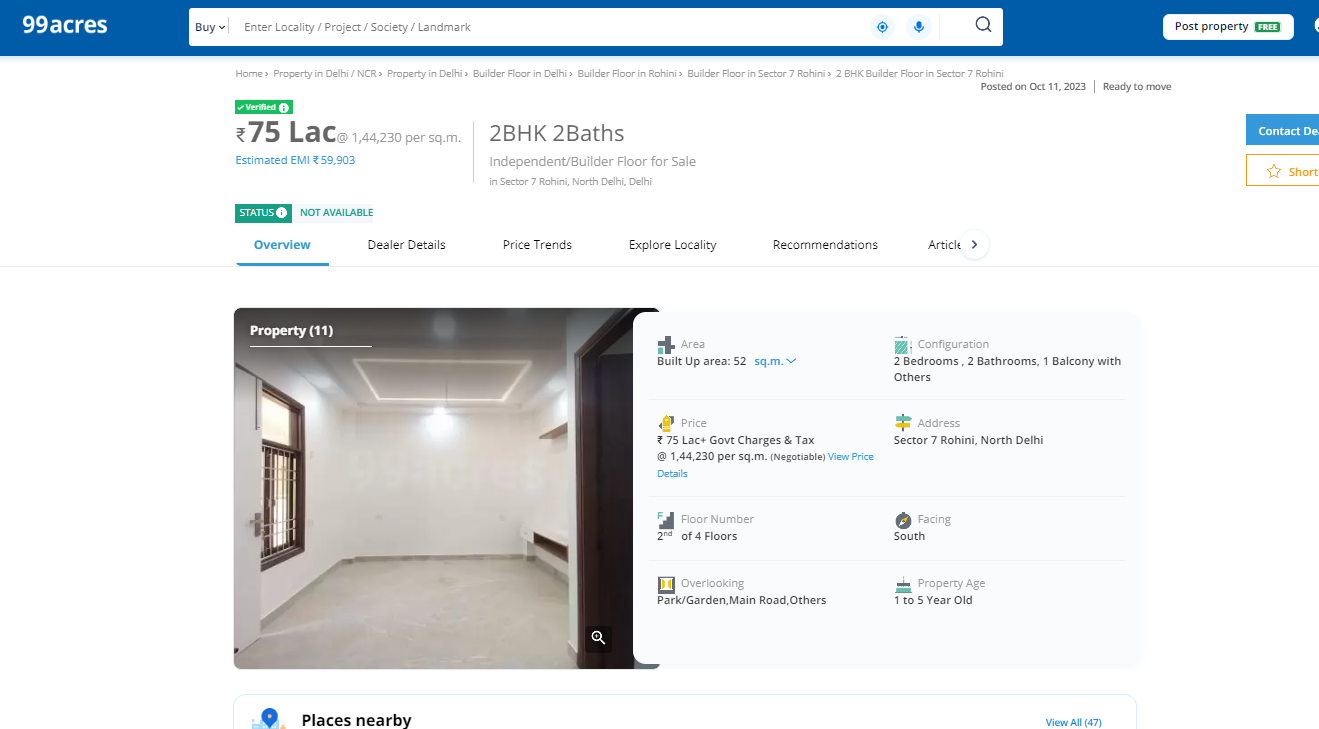 99acres
Buy
Enter Locality / Project / Society / Landmark
Post property FREE
Home › Property in Delhi / NCR › Property in Delhi › Builder Floor in Delhi › Builder Floor in Rohini › Builder Floor in Sector 7 Rohini › 2 BHK Builder Floor in Sector 7 Rohini
Posted on Oct 11, 2023 | Ready to move
Verified
₹75 Lac @ 1,44,230 per sq.m.
Estimated EMI ₹ 59,903
2BHK 2Baths
Independent/Builder Floor for Sale
in Sector 7 Rohini, North Delhi, Delhi
Contact De
Short
STATUS NOT AVAILABLE
Overview
Dealer Details
Price Trends
Explore Locality
Recommendations
Article
Property (11)
99acres
Area
Built Up area: 52 sq.m.
Configuration
2 Bedrooms , 2 Bathrooms, 1 Balcony with
Others
Price
₹ 75 Lac+ Govt Charges & Tax
@ 1,44,230 per sq.m. (Negotiable) View Price
Details
Address
Sector 7 Rohini, North Delhi
Floor Number
2nd of 4 Floors
Facing
South
Overlooking
Park/Garden,Main Road,Others
Property Age
1 to 5 Year Old
Places nearby
View All (47)